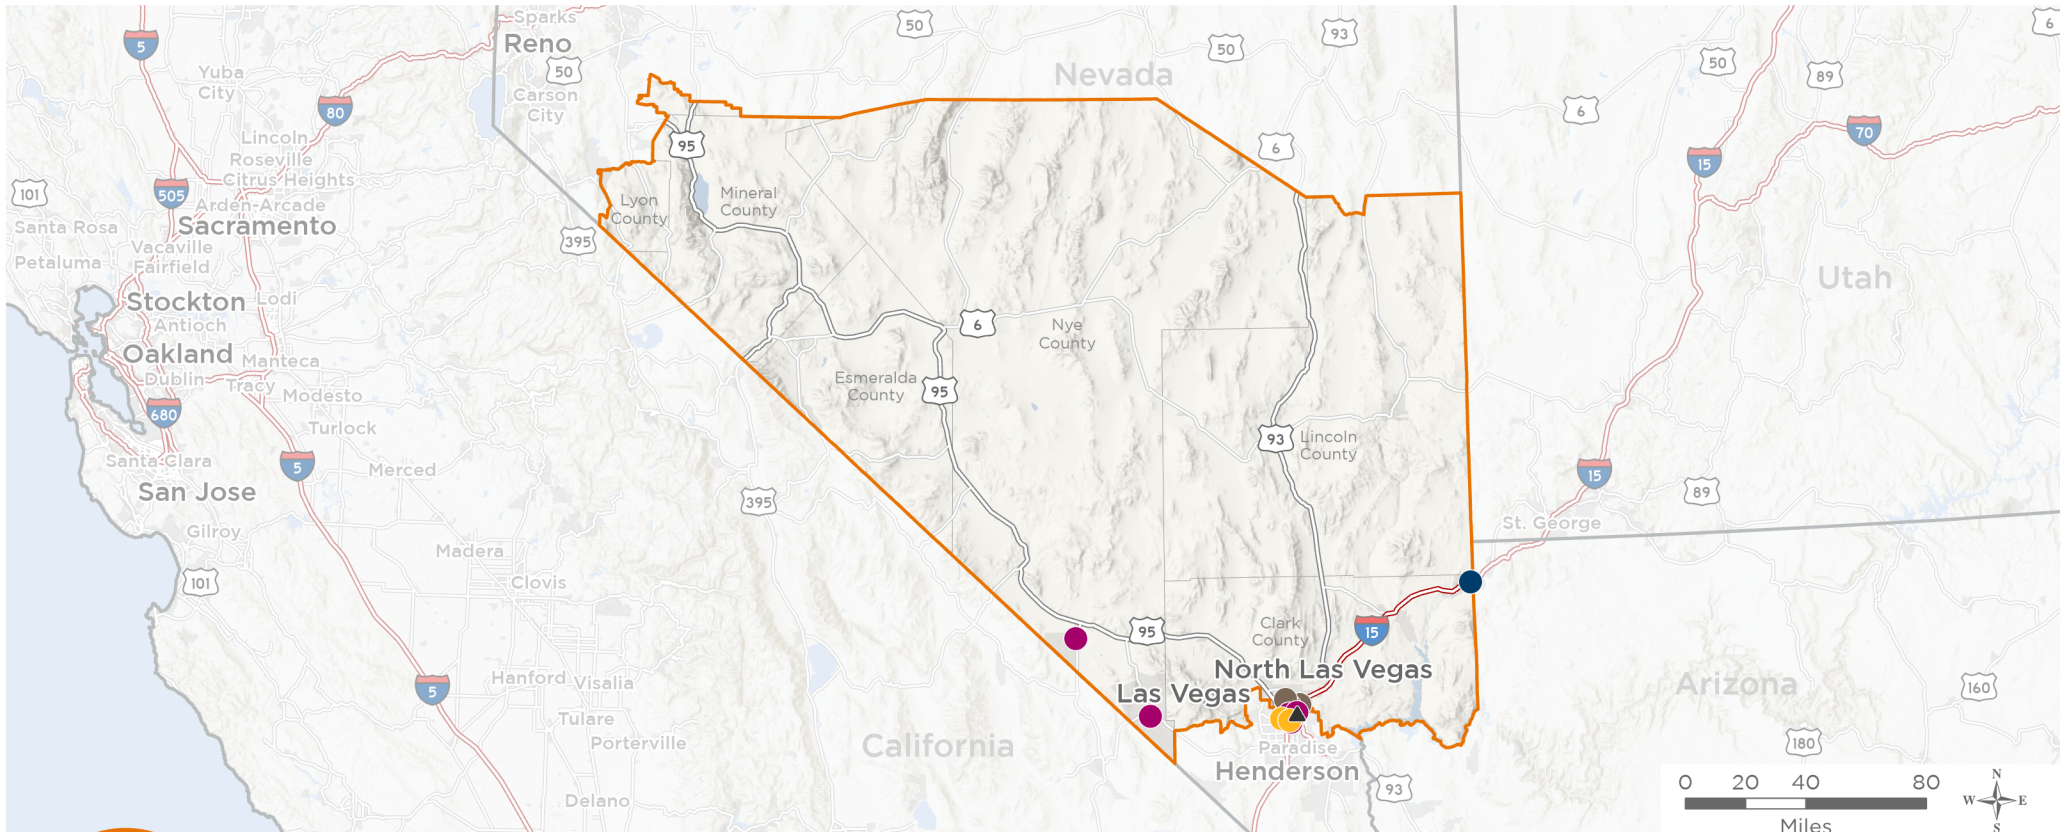 Sparks
5
50
93
6
Reno
50
50
Nevada
50
89
Yuba
City
Carson
City
80
6
Lincoln
95
6
70
Roseville
15
Citrus Heights
101
505
Arden-Arcade
Lyon
County
Mineral
County
Santa Rosa
Sacramento
395
Vacaville
Petaluma
Fairfield
Utah
Stockton
Lodi
Antioch
6
Nye
County
Oakland
Manteca
Dublin
Tracy
Modesto
Esmeralda
County
95
680
Turlock
93
Lincoln
County
Santa Clara
5
Merced
15
San Jose
395
89
Gilroy
St. George
Madera
101
Clovis
95
Clark
County
15
North Las Vegas
Hanford
Visalia
5
Las Vegas
Arizona
160
Tulare
Porterville
California
Paradise
180
Henderson
93
Delano
0 20 40 80
Miles
N
W
E
S